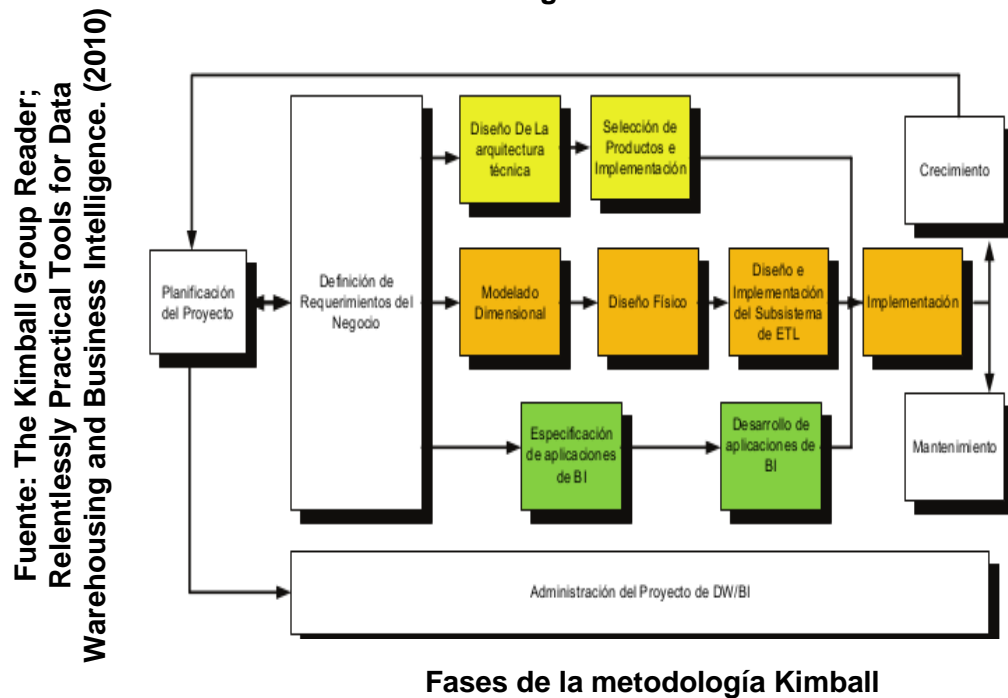 Fuente: The Kimball Group Reader;
Relentlessly Practical Tools for Data
Warehousing and Business Intelligence. (2010)
Planificación
del Proyecto
Definición de
Requerimientos del
Negocio
Diseño De La
arquitectura
técnica
Selección de
Productos e
Implementación
Modelado
Dimensional
Diseño Físico
Diseño e
Implementación
del Subsistema
de ETL
Implementación
Especificación
de aplicaciones
de BI
Desarrollo de
aplicaciones de
BI
Crecimiento
Mantenimiento
Administración del Proyecto de DW/BI
Fases de la metodología Kimball